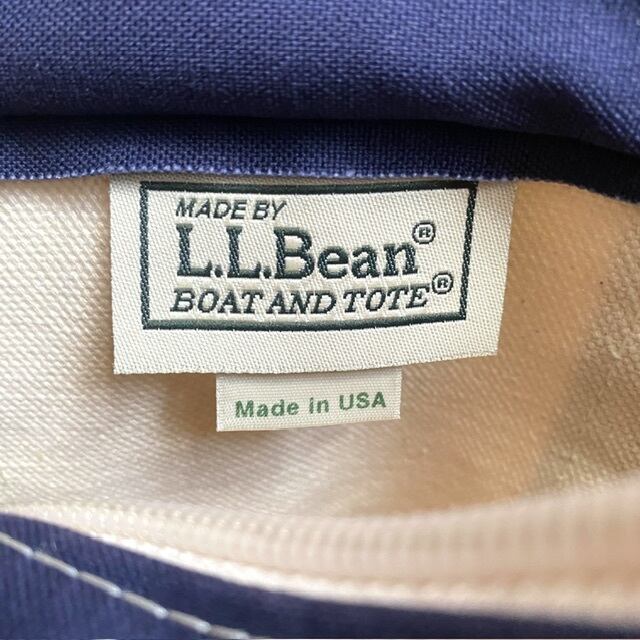 MADE BY
L.L.Bean®
BOAT AND TOTE®
Made in USA